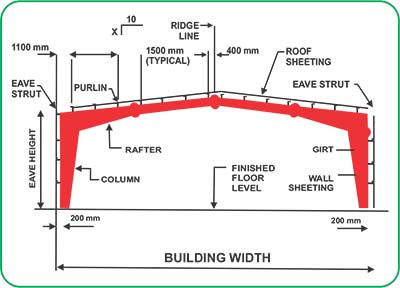 10
X
RIDGE
LINE
1100 mm
1500 mm
(TYPICAL)
400 mm
ROOF
SHEETING
EAVE
STRUT
PURLIN
EAVE STRUT
EAVE HEIGHT
RAFTER
GIRT
COLUMN
FINISHED
FLOOR
LEVEL
WALL
SHEETING
200 mm
200 mm
BUILDING WIDTH